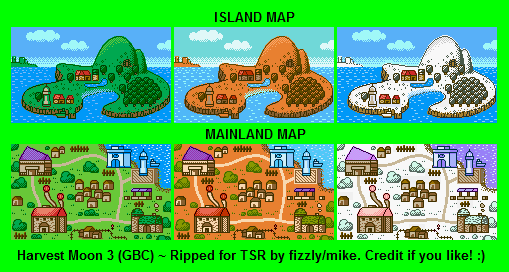 ISLAND MAP
MAINLAND MAP
Harvest Moon 3 (GBC) ~ Ripped for TSR by fizzly/mike. Credit if you like! :)